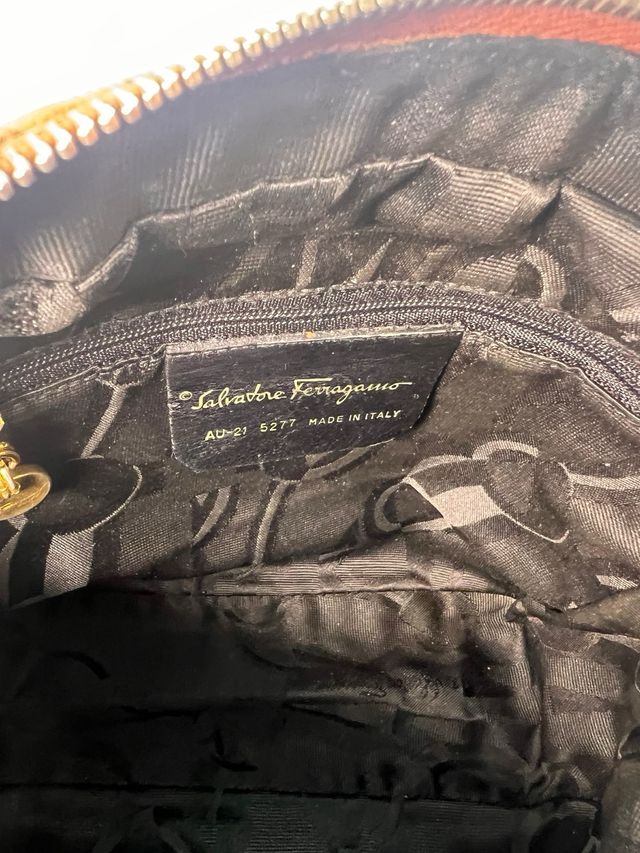 © Salvatore Ferragamo
AU-21 5277 MADE IN ITALY